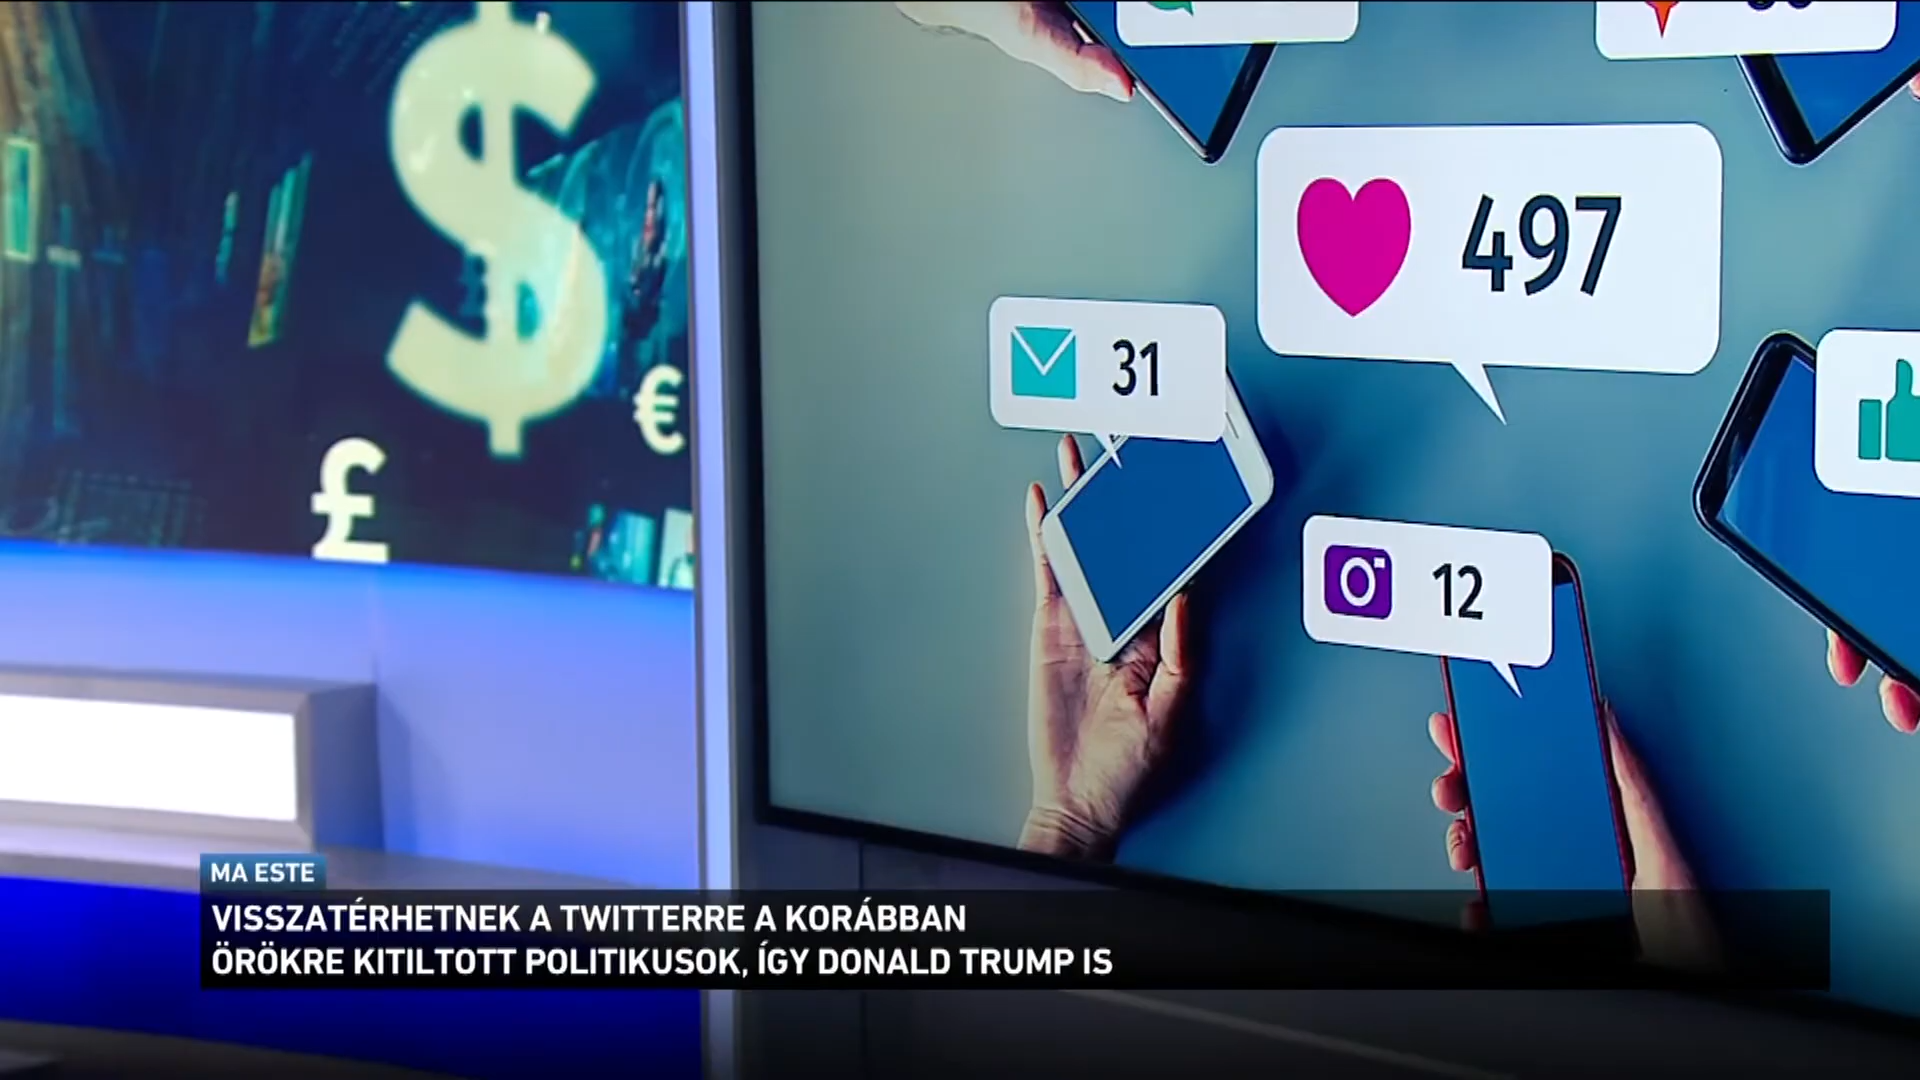 $
€
£
497
31
12
MA ESTE
VISSZATÉRHETNEK A TWITTERRE A KORÁBBAN
ÖRÖKRE KITILTOTT POLITIKUSOK, ÍGY DONALD TRUMP IS